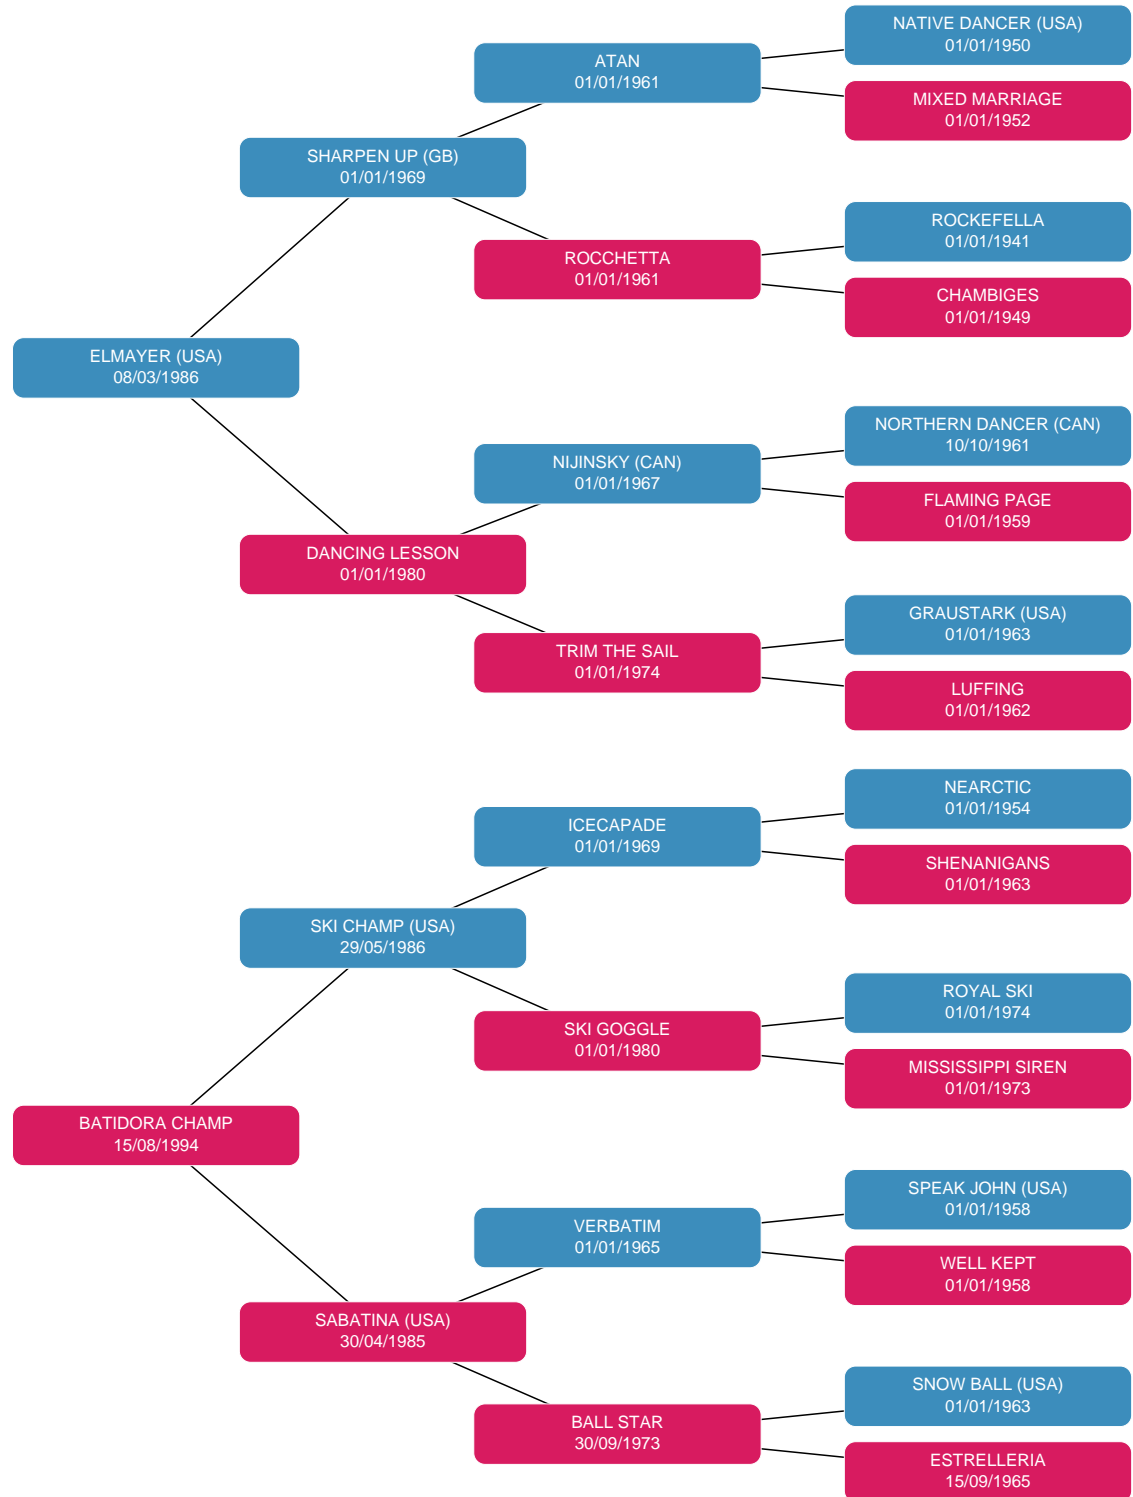 NATIVE DANCER (USA)
01/01/1950
ATAN
01/01/1961
MIXED MARRIAGE
01/01/1952
SHARPEN UP (GB)
01/01/1969
ROCKEFELLA
01/01/1941
ROCCHETTA
01/01/1961
CHAMBIGES
01/01/1949
ELMAYER (USA)
08/03/1986
NORTHERN DANCER (CAN)
10/10/1961
NIJINSKY (CAN)
01/01/1967
FLAMING PAGE
01/01/1959
DANCING LESSON
01/01/1980
GRAUSTARK (USA)
01/01/1963
TRIM THE SAIL
01/01/1974
LUFFING
01/01/1962
NEARCTIC
01/01/1954
ICECAPADE
01/01/1969
SHENANIGANS
01/01/1963
SKI CHAMP (USA)
29/05/1986
ROYAL SKI
01/01/1974
SKI GOGGLE
01/01/1980
MISSISSIPPI SIREN
01/01/1973
BATIDORA CHAMP
15/08/1994
SPEAK JOHN (USA)
01/01/1958
VERBATIM
01/01/1965
WELL KEPT
01/01/1958
SABATINA (USA)
30/04/1985
SNOW BALL (USA)
01/01/1963
BALL STAR
30/09/1973
ESTRELLERIA
15/09/1965